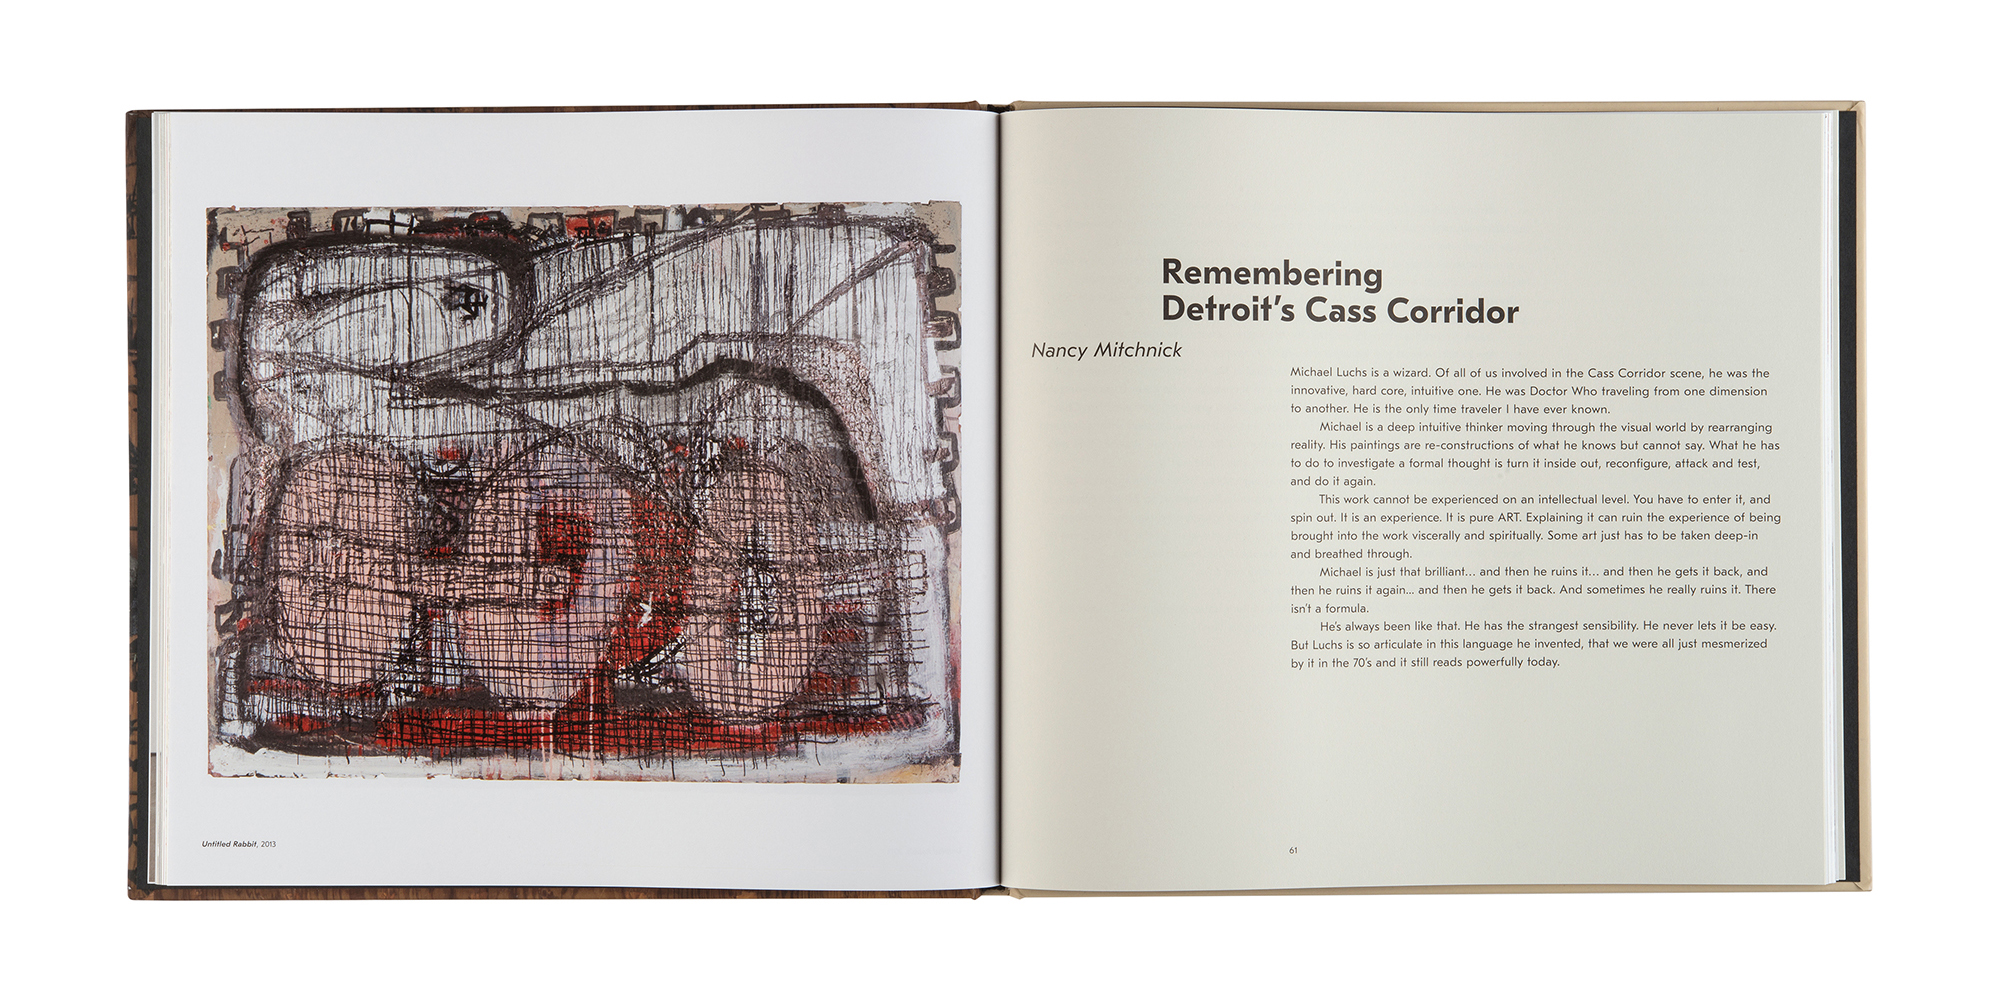 Untitled Rabbit, 2013
Remembering
Detroit's Cass Corridor
Nancy Mitchnick
Michael Luchs is a wizard. Of all of us involved in the Cass Corridor scene, he was the
innovative, hard core, intuitive one. He was Doctor Who traveling from one dimension
to another. He is the only time traveler I have ever known.
Michael is a deep intuitive thinker moving through the visual world by rearranging
reality. His paintings are re-constructions of what he knows but cannot say. What he has
to do to investigate a formal thought is turn it inside out, reconfigure, attack and test,
and do it again.
This work cannot be experienced on an intellectual level. You have to enter it, and
spin out. It is an experience. It is pure ART. Explaining it can ruin the experience of being
brought into the work viscerally and spiritually. Some art just has to be taken deep-in
and breathed through.
Michael is just that brilliant... and then he ruins it... and then he gets it back, and
then he ruins it again... and then he gets it back. And sometimes he really ruins it. There
isn't a formula.
He's always been like that. He has the strangest sensibility. He never lets it be easy.
But Luchs is so articulate in this language he invented, that we were all just mesmerized
by it in the 70's and it still reads powerfully today.
61